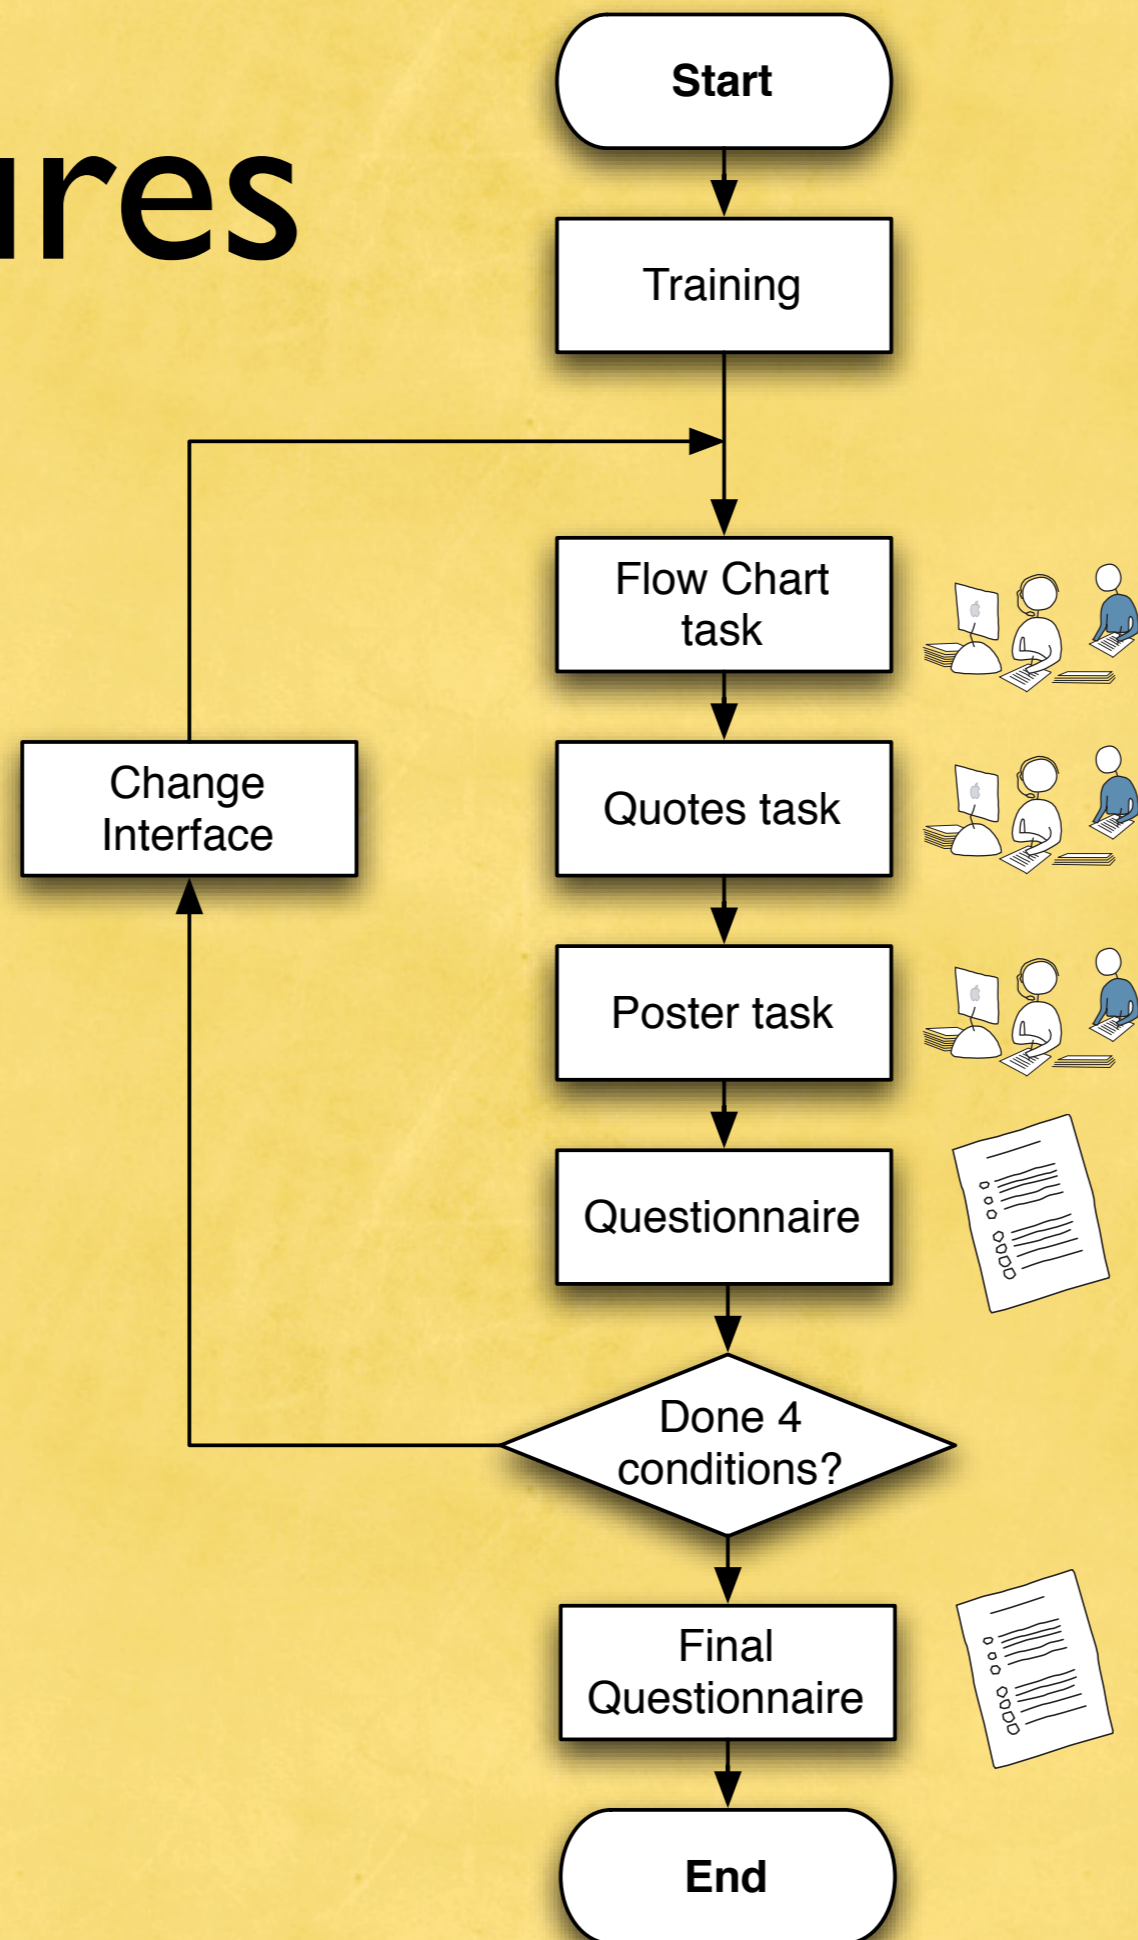 ures
Start
Training
Flow Chart
task
Change
Interface
Quotes task
Poster task
Questionnaire
Done 4
conditions?
Final
Questionnaire
End